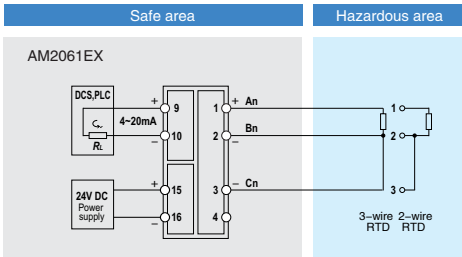 Safe area
Hazardous area
AM2061EX
DCS,PLC
RL
4~20mA
+ 9
− 10
1 + An
2 − Bn
24V DC
Power
supply
+ 15
− 16
3 − Cn
4
1
2
3
3-wire 2-wire
RTD RTD